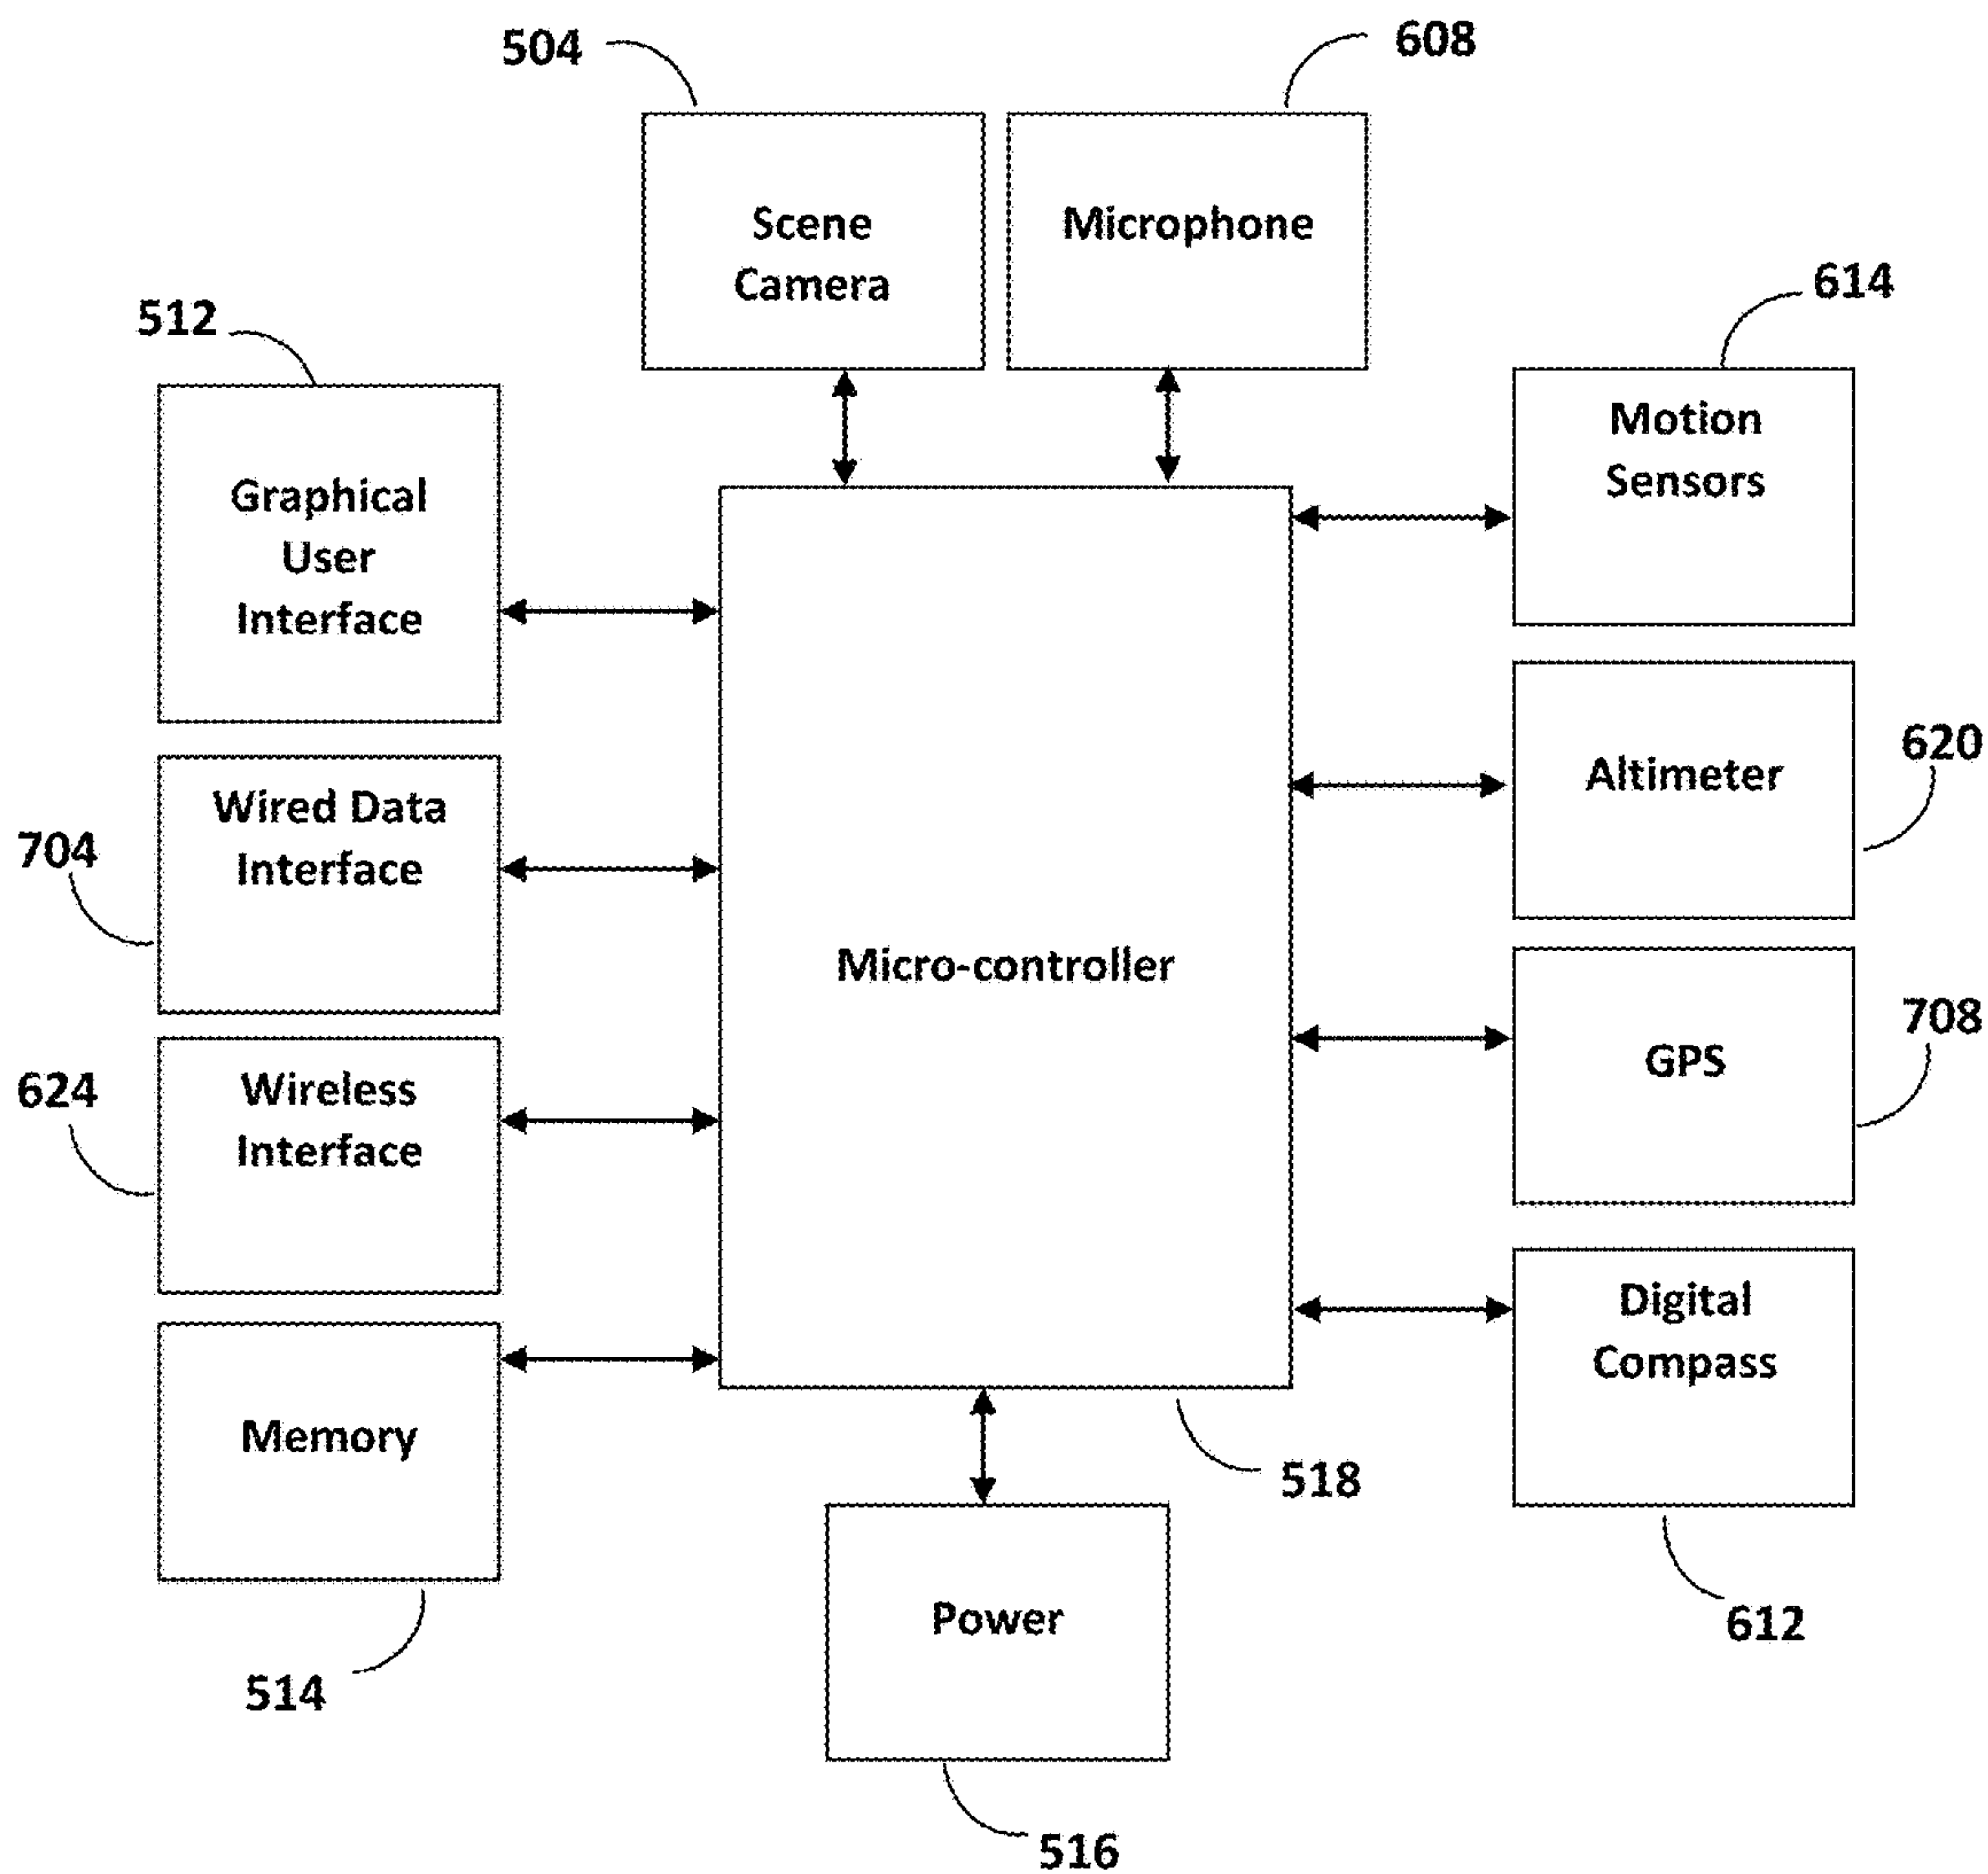 504
608
Scene
Camera
Microphone
614
512
Motion
Sensors
Graphical
User
Interface
620
Altimeter
Wired Data
Interface
704
Micro-controller
708
GPS
624
Wireless
Interface
Digital
Compass
Memory
518
Power
612
514
516